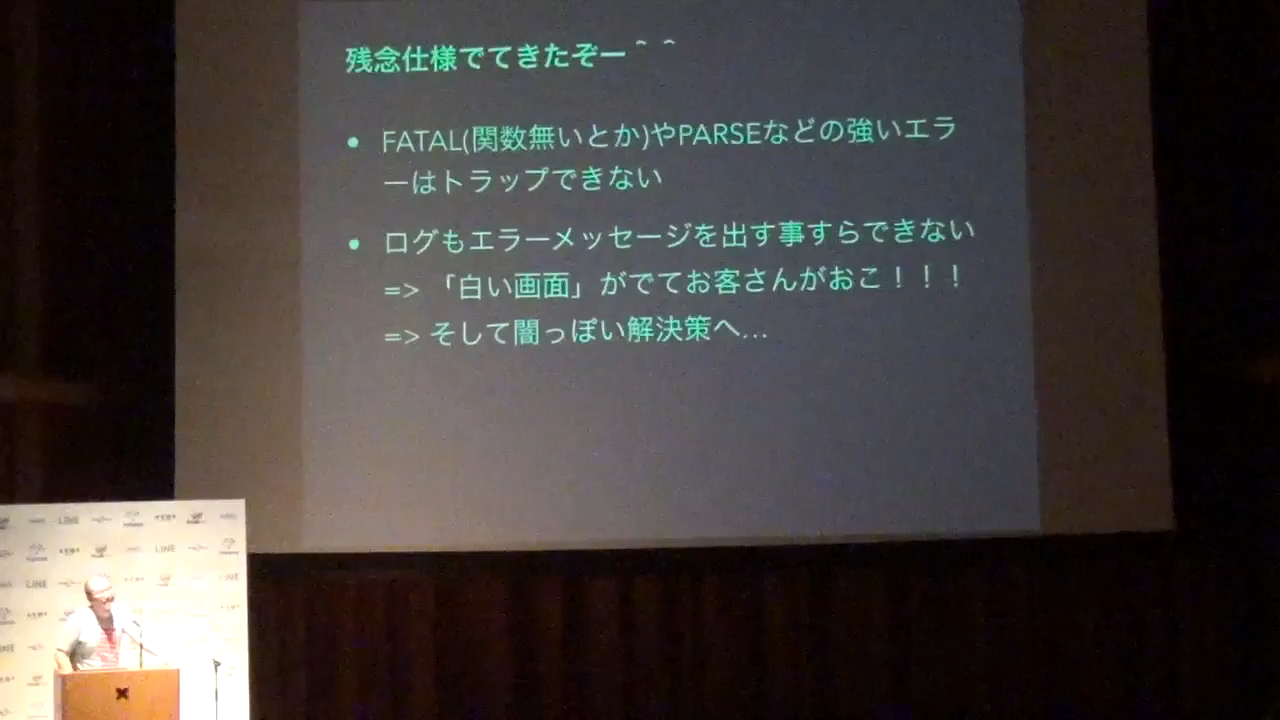 残念仕様でてきたぞー＾＾
• FATAL(関数無いとか)やPARSEなどの強いエラ
ーはトラップできない
• ログもエラーメッセージを出す事すらできない
=> 「白い画面」がでてお客さんがおこ！！！
=> そして闇っぽい解決策へ...
LINE
LINE
LINE
LINE